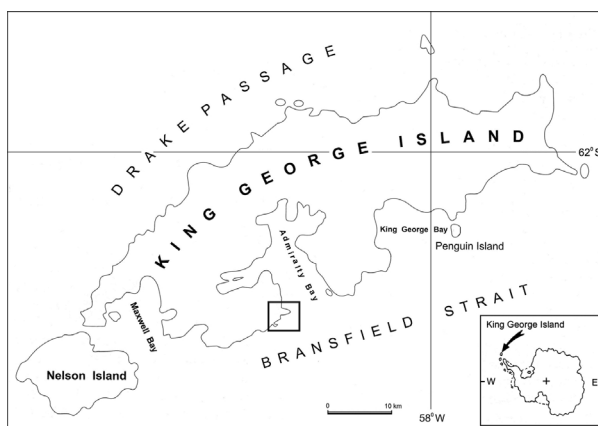 DRAKE PASSAGE
KING GEORGE ISLAND
62°S
King George Bay
Penguin Island
Admiralty Bay
Maxwell Bay
BRANSFIELD STRAIT
Nelson Island
King George Island
W
E
0
10 km
58°W